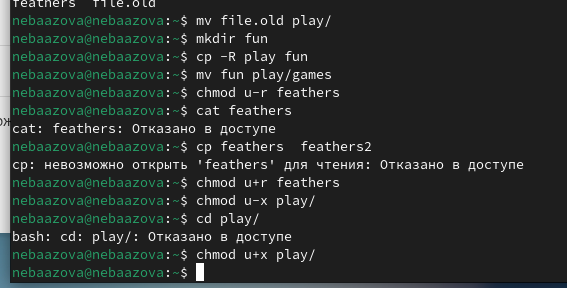 feathers  file.old
nebaazova@nebaazova:~$ mv file.old play/
nebaazova@nebaazova:~$ mkdir fun
nebaazova@nebaazova:~$ cp -R play fun
nebaazova@nebaazova:~$ mv fun play/games
nebaazova@nebaazova:~$ chmod u-r feathers
nebaazova@nebaazova:~$ cat feathers
cat: feathers: Отказано в доступе
nebaazova@nebaazova:~$ cp feathers  feathers2
cp: невозможно открыть 'feathers' для чтения: Отказано в доступе
nebaazova@nebaazova:~$ chmod u+r feathers
nebaazova@nebaazova:~$ chmod u-x play/
nebaazova@nebaazova:~$ cd play/
bash: cd: play/: Отказано в доступе
nebaazova@nebaazova:~$ chmod u+x play/
nebaazova@nebaazova:~$